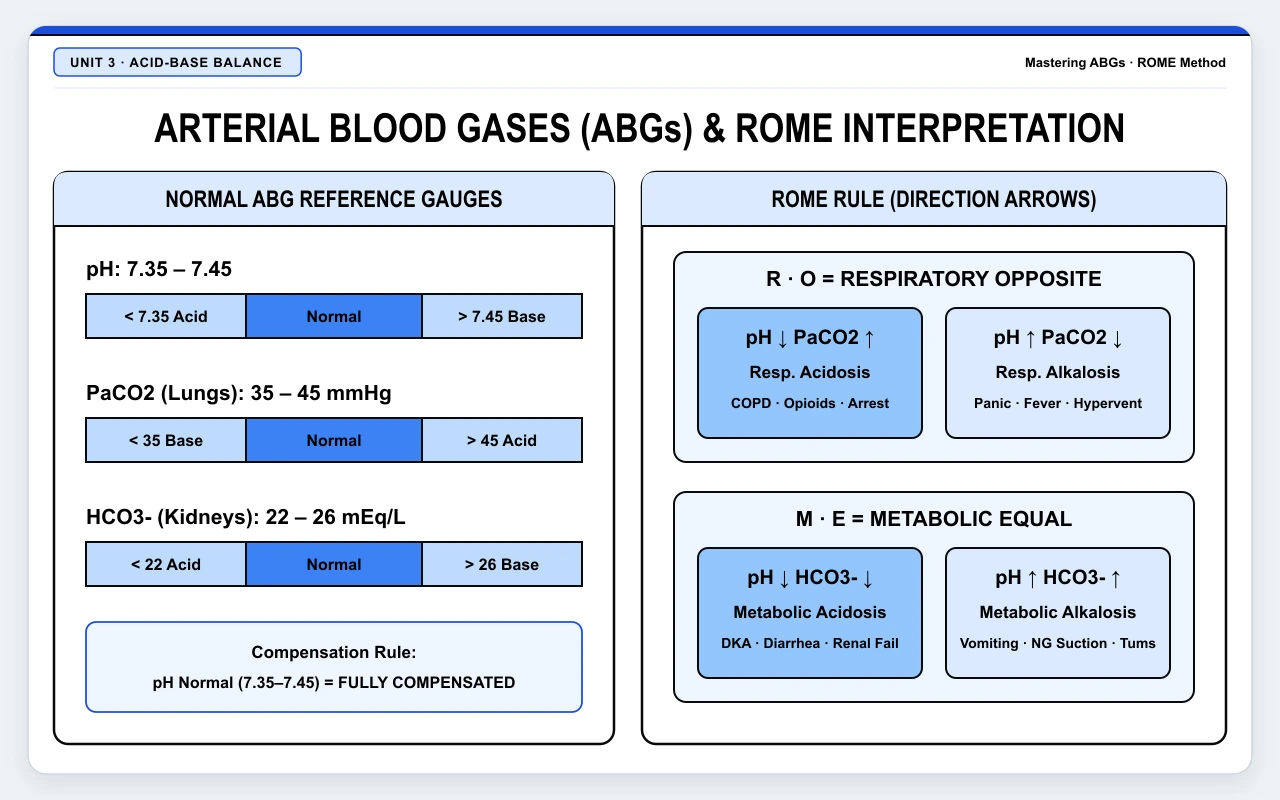 UNIT 3 · ACID-BASE BALANCE
Mastering ABGs · ROME Method
ARTERIAL BLOOD GASES (ABGs) & ROME INTERPRETATION
NORMAL ABG REFERENCE GAUGES
pH: 7.35 – 7.45
< 7.35 Acid
Normal
> 7.45 Base
PaCO2 (Lungs): 35 – 45 mmHg
< 35 Base
Normal
> 45 Acid
HCO3- (Kidneys): 22 – 26 mEq/L
< 22 Acid
Normal
> 26 Base
Compensation Rule:
pH Normal (7.35–7.45) = FULLY COMPENSATED
ROME RULE (DIRECTION ARROWS)
R · O = RESPIRATORY OPPOSITE
pH ↓ PaCO2 ↑
Resp. Acidosis
COPD · Opioids · Arrest
pH ↑ PaCO2 ↓
Resp. Alkalosis
Panic · Fever · Hypervent
M · E = METABOLIC EQUAL
pH ↓ HCO3- ↓
Metabolic Acidosis
DKA · Diarrhea · Renal Fail
pH ↑ HCO3- ↑
Metabolic Alkalosis
Vomiting · NG Suction · Tums